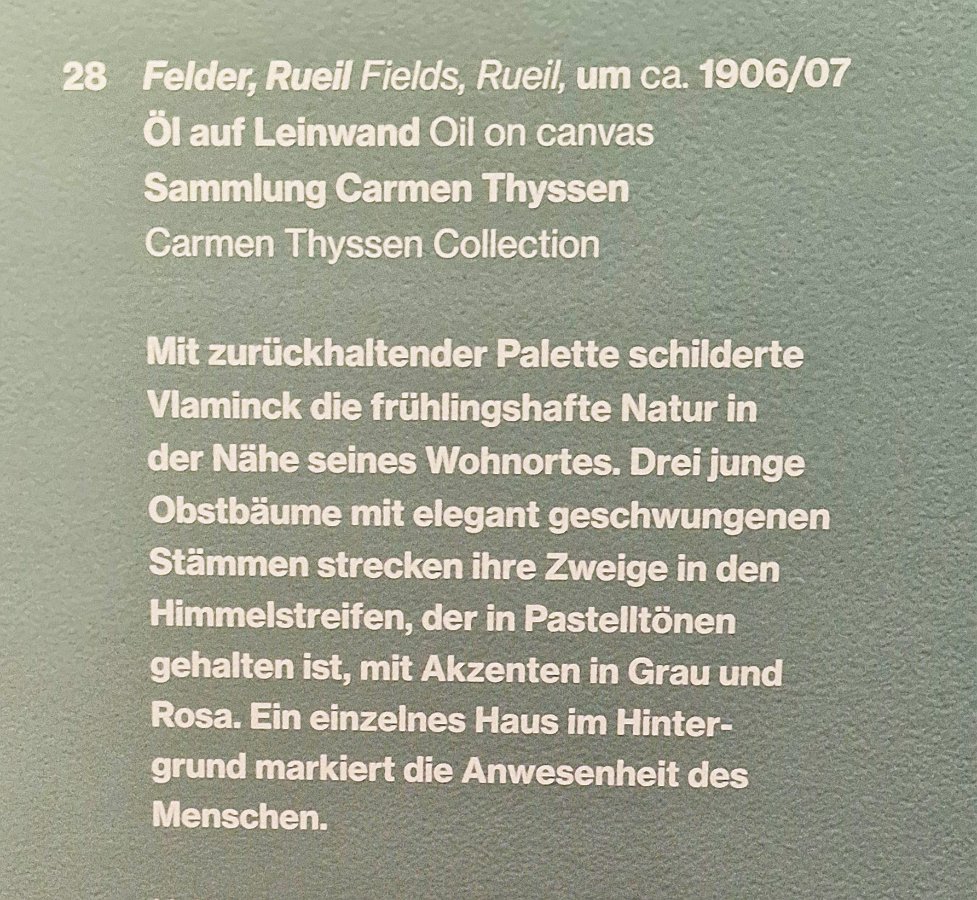 28 Felder, Rueil Fields, Rueil, um ca. 1906/07
Öl auf Leinwand Oil on canvas
Sammlung Carmen Thyssen
Carmen Thyssen Collection
Mit zurückhaltender Palette schilderte
Vlaminck die frühlingshafte Natur in
der Nähe seines Wohnortes. Drei junge
Obstbäume mit elegant geschwungenen
Stämmen strecken ihre Zweige in den
Himmelstreifen, der in Pastelltönen
gehalten ist, mit Akzenten in Grau und
Rosa. Ein einzelnes Haus im Hinter-
grund markiert die Anwesenheit des
Menschen.